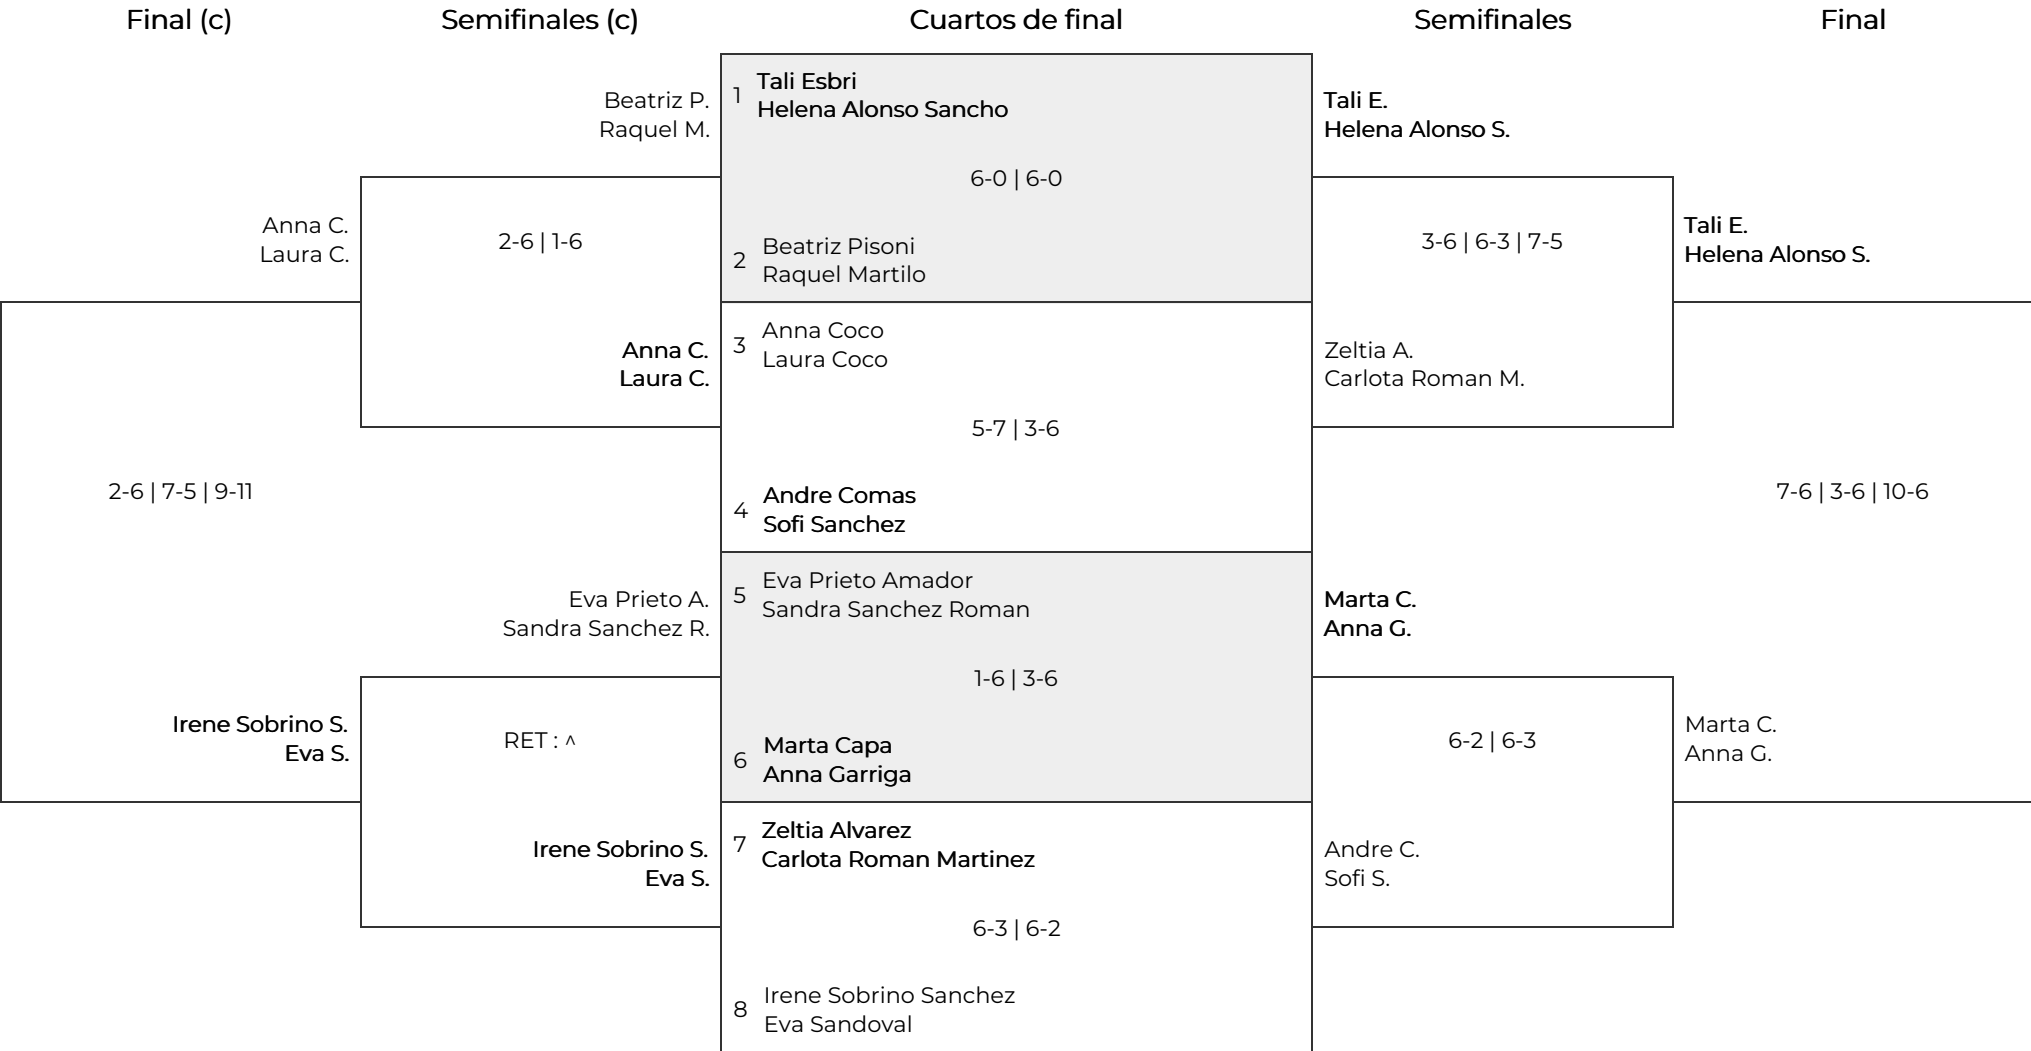 Final (c)
Semifinales (c)
Cuartos de final
Semifinales
Final
Anna C.
Laura C.
2-6 | 7-5 | 9-11
Irene Sobrino S.
Eva S.
Beatriz P.
Raquel M.
2-6 | 1-6
Anna C.
Laura C.
Eva Prieto A.
Sandra Sanchez R.
RET : ^
Irene Sobrino S.
Eva S.
1
Tali Esbri
Helena Alonso Sancho
6-0 | 6-0
2
Beatriz Pisoni
Raquel Martilo
3
Anna Coco
Laura Coco
5-7 | 3-6
4
Andre Comas
Sofi Sanchez
5
Eva Prieto Amador
Sandra Sanchez Roman
1-6 | 3-6
6
Marta Capa
Anna Garriga
7
Zeltia Alvarez
Carlota Roman Martinez
6-3 | 6-2
8
Irene Sobrino Sanchez
Eva Sandoval
Tali E.
Helena Alonso S.
3-6 | 6-3 | 7-5
Zeltia A.
Carlota Roman M.
Marta C.
Anna G.
6-2 | 6-3
Andre C.
Sofi S.
Tali E.
Helena Alonso S.
7-6 | 3-6 | 10-6
Marta C.
Anna G.